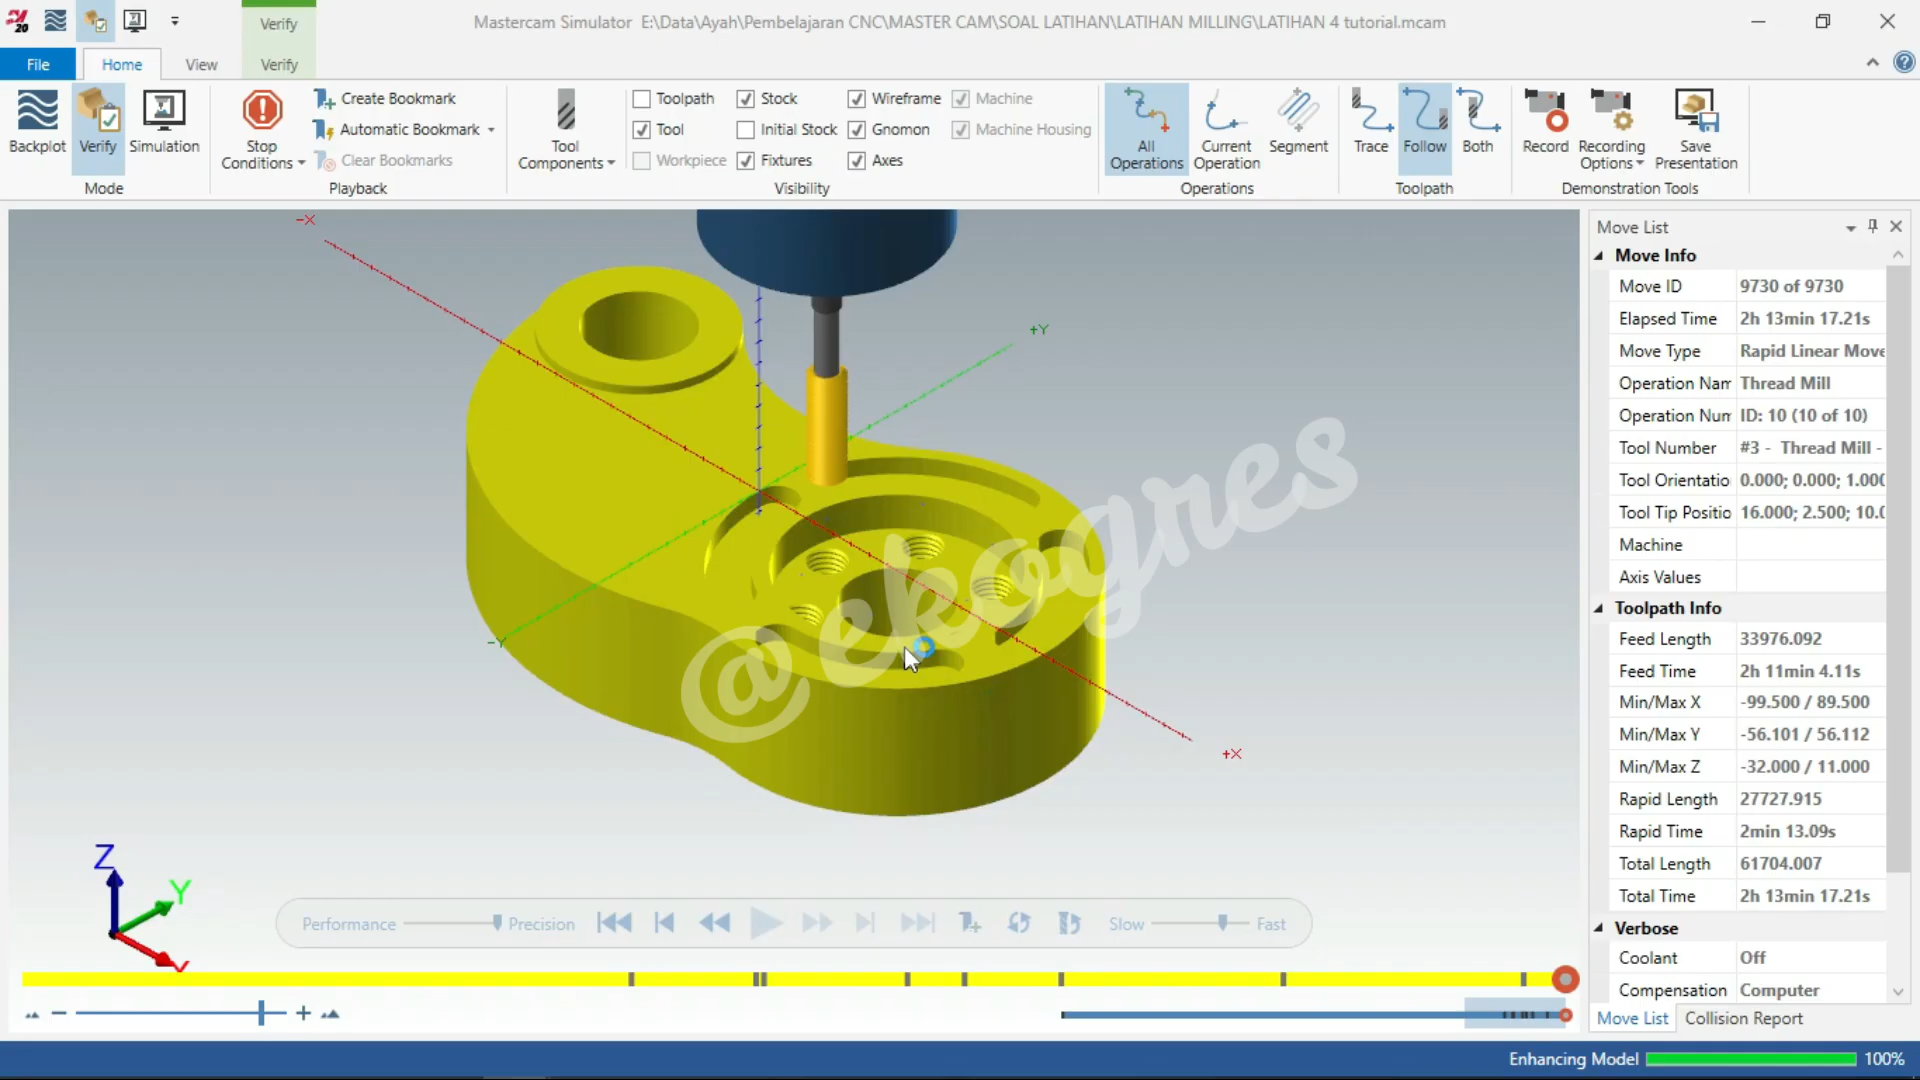 20
Verify
Mastercam Simulator E:\Data\Ayah\Pembelajaran CNC\MASTER CAM\SOAL LATIHAN\LATIHAN MILLING\LATIHAN 4 tutorial.mcam
File
Home
View
Verify
Backplot
Verify
Simulation
Mode
Stop
Conditions
Create Bookmark
Automatic Bookmark
Clear Bookmarks
Playback
Tool
Components
Toolpath
Tool
Workpiece
Stock
Initial Stock
Fixtures
Wireframe
Gnomon
Axes
Machine
Machine Housing
Visibility
All
Operations
Current
Operation
Segment
Operations
Trace
Follow
Both
Toolpath
Record
Recording
Options
Save
Presentation
Demonstration Tools
-X
+Y
-Y
+X
@ekogres
Z
Y
Performance
Precision
Slow
Fast
Move List
Move Info
Move ID 9730 of 9730
Elapsed Time 2h 13min 17.21s
Move Type Rapid Linear Move
Operation Nam Thread Mill
Operation Num ID: 10 (10 of 10)
Tool Number #3 - Thread Mill -
Tool Orientatio 0.000; 0.000; 1.000
Tool Tip Positio 16.000; 2.500; 10.0
Machine
Axis Values
Toolpath Info
Feed Length 33976.092
Feed Time 2h 11min 4.11s
Min/Max X -99.500 / 89.500
Min/Max Y -56.101 / 56.112
Min/Max Z -32.000 / 11.000
Rapid Length 27727.915
Rapid Time 2min 13.09s
Total Length 61704.007
Total Time 2h 13min 17.21s
Verbose
Coolant Off
Compensation Computer
Move List
Collision Report
Enhancing Model 100%